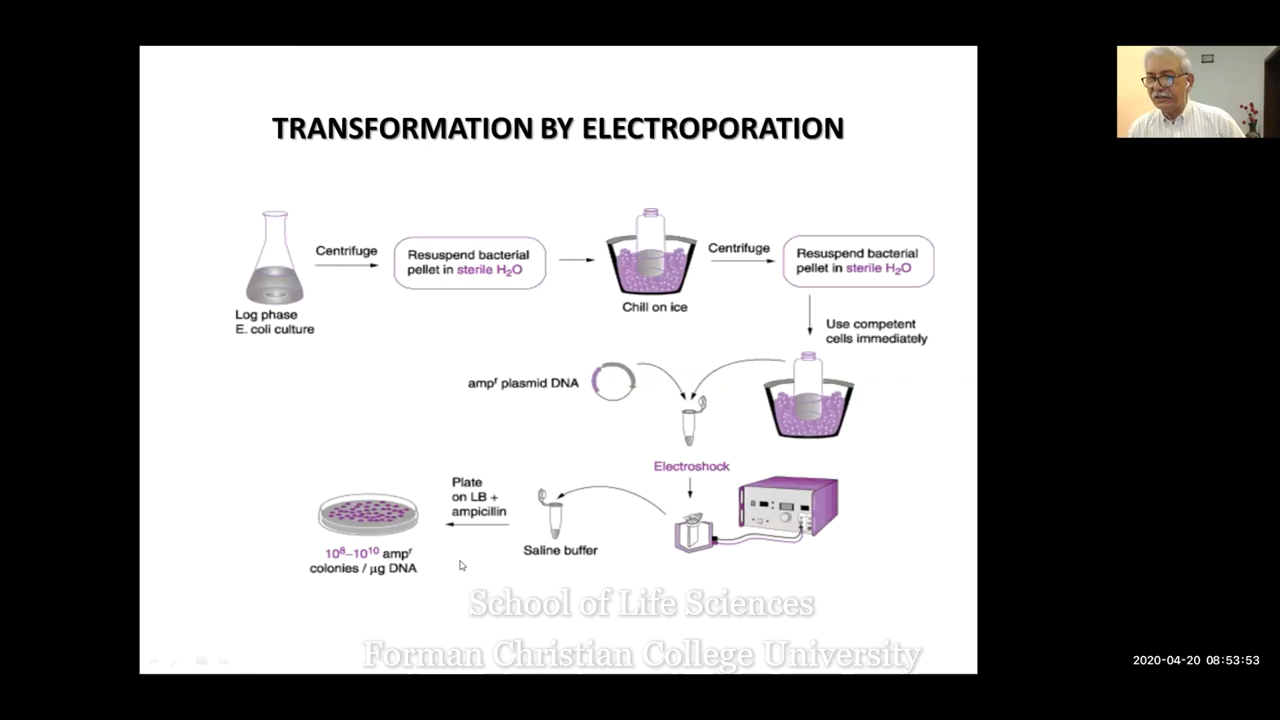 TRANSFORMATION BY ELECTROPORATION
Centrifuge
Resuspend bacterial
pellet in sterile H₂O
Chill on ice
Centrifuge
Resuspend bacterial
pellet in sterile H₂O
Log phase
E. coli culture
Use competent
cells immediately
ampʳ plasmid DNA
Electroshock
Plate
on LB +
ampicillin
Saline buffer
10⁸–10¹⁰ ampʳ
colonies / μg DNA
School of Life Sciences
Forman Christian College University
2020-04-20 08:53:53